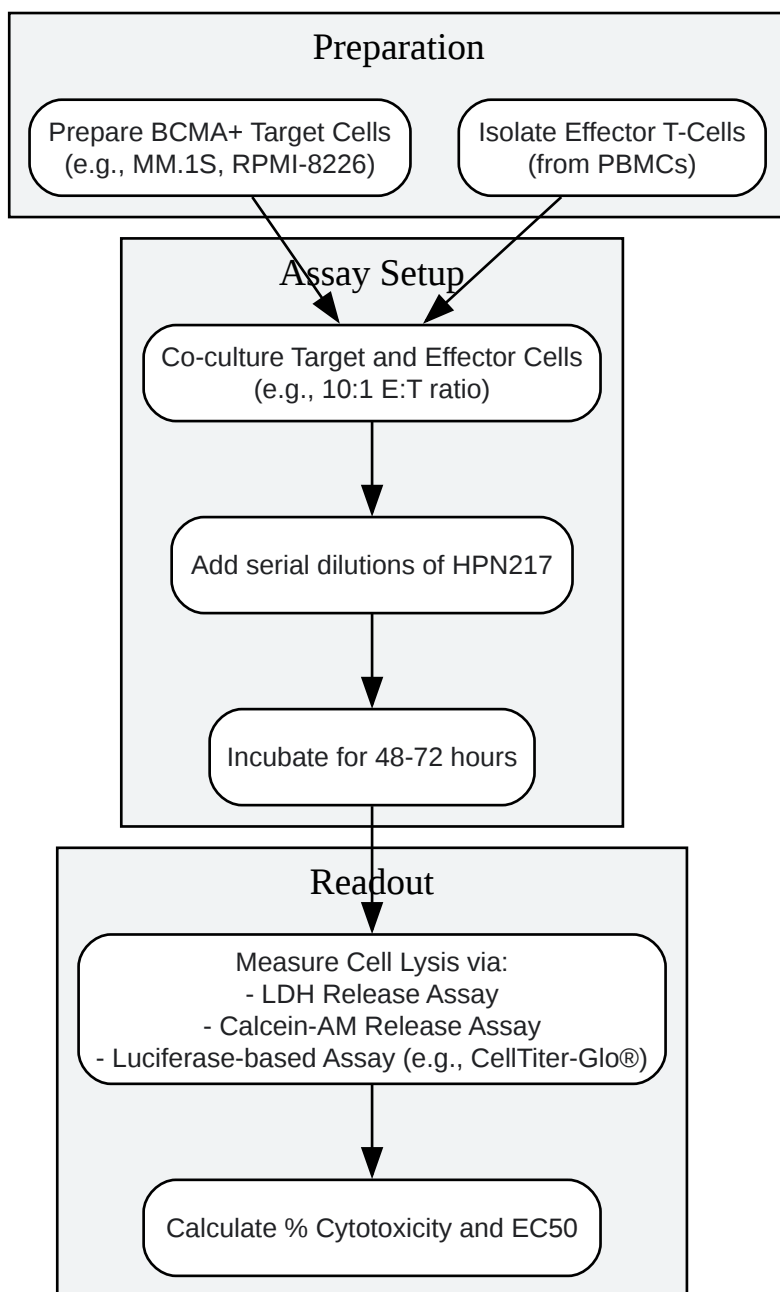 Preparation
Prepare BCMA+ Target Cells
(e.g., MM.1S, RPMI-8226)
Isolate Effector T-Cells
(from PBMCs)
Assay Setup
Co-culture Target and Effector Cells
(e.g., 10:1 E:T ratio)
Add serial dilutions of HPN217
Incubate for 48-72 hours
Readout
Measure Cell Lysis via:
- LDH Release Assay
- Calcein-AM Release Assay
- Luciferase-based Assay (e.g., CellTiter-Glo®)
Calculate % Cytotoxicity and EC50